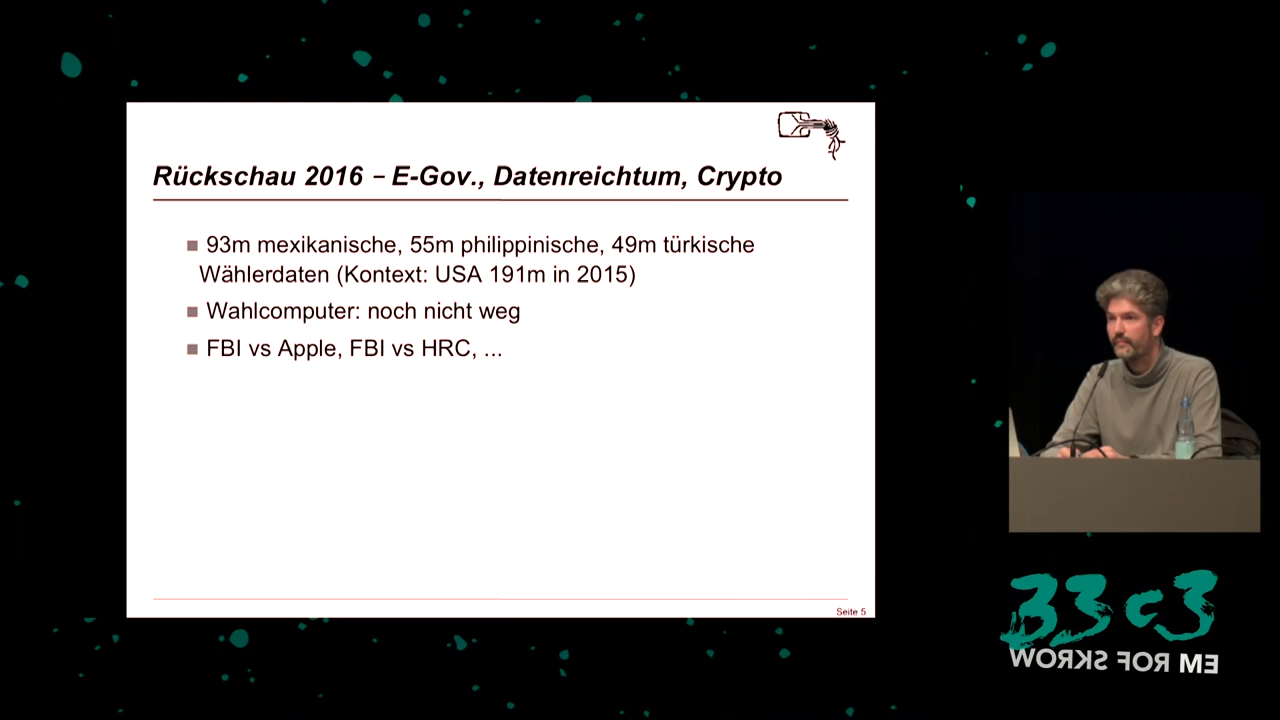 Rückschau 2016 – E-Gov., Datenreichtum, Crypto
93m mexikanische, 55m philippinische, 49m türkische
Wählerdaten (Kontext: USA 191m in 2015)
Wahlcomputer: noch nicht weg
FBI vs Apple, FBI vs HRC, ...
Seite 5
33c3
WORKS FOR ME